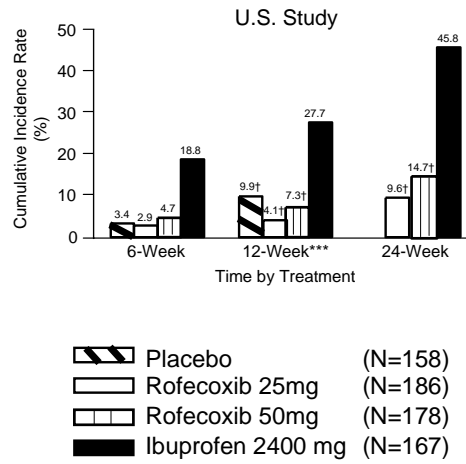 U.S. Study
Cumulative Incidence Rate
(%)
50
40
30
20
10
0
3.4
2.9
4.7
18.8
9.9†
4.1†
7.3†
27.7
9.6†
14.7†
45.8
6-Week
12-Week***
24-Week
Time by Treatment
Placebo (N=158)
Rofecoxib 25mg (N=186)
Rofecoxib 50mg (N=178)
Ibuprofen 2400 mg (N=167)